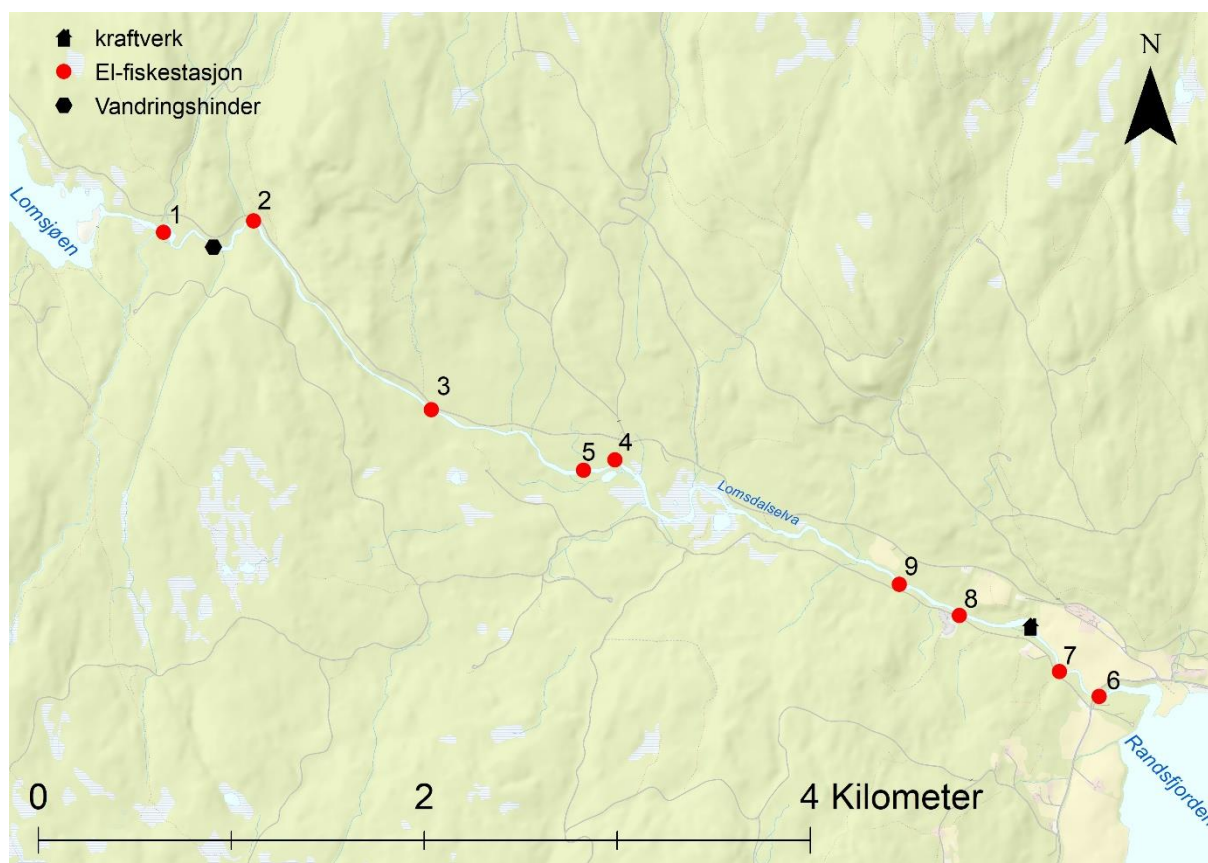 kraftverk
El-fiskestasjon
Vandringshinder
N
Lomsjøen
1
2
3
5
4
Lomsdalselva
9
8
7
6
Randsfjorden
0
2
4 Kilometer